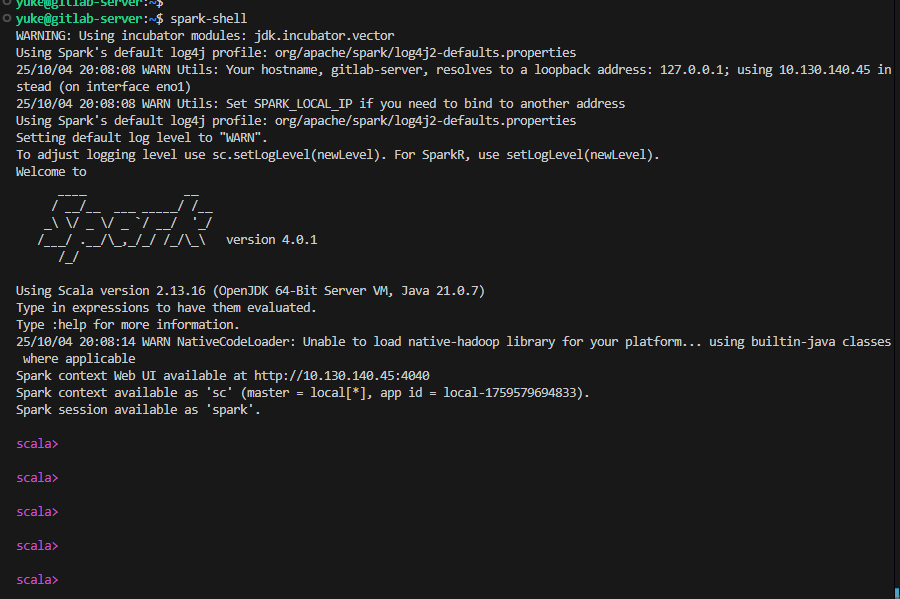 yuke@gitlab-server:~$
yuke@gitlab-server:~$ spark-shell
WARNING: Using incubator modules: jdk.incubator.vector
Using Spark's default log4j profile: org/apache/spark/log4j2-defaults.properties
25/10/04 20:08:08 WARN Utils: Your hostname, gitlab-server, resolves to a loopback address: 127.0.0.1; using 10.130.140.45 in
stead (on interface eno1)
25/10/04 20:08:08 WARN Utils: Set SPARK_LOCAL_IP if you need to bind to another address
Using Spark's default log4j profile: org/apache/spark/log4j2-defaults.properties
Setting default log level to "WARN".
To adjust logging level use sc.setLogLevel(newLevel). For SparkR, use setLogLevel(newLevel).
Welcome to
      ____              __
     / __/__  ___ _____/ /__
    _\ \/ _ \/ _ `/ __/  '_/
   /___/ .__/\_,_/_/ /_/\_\   version 4.0.1
      /_/
Using Scala version 2.13.16 (OpenJDK 64-Bit Server VM, Java 21.0.7)
Type in expressions to have them evaluated.
Type :help for more information.
25/10/04 20:08:14 WARN NativeCodeLoader: Unable to load native-hadoop library for your platform... using builtin-java classes
 where applicable
Spark context Web UI available at http://10.130.140.45:4040
Spark context available as 'sc' (master = local[*], app id = local-1759579694833).
Spark session available as 'spark'.
scala>
scala>
scala>
scala>
scala>